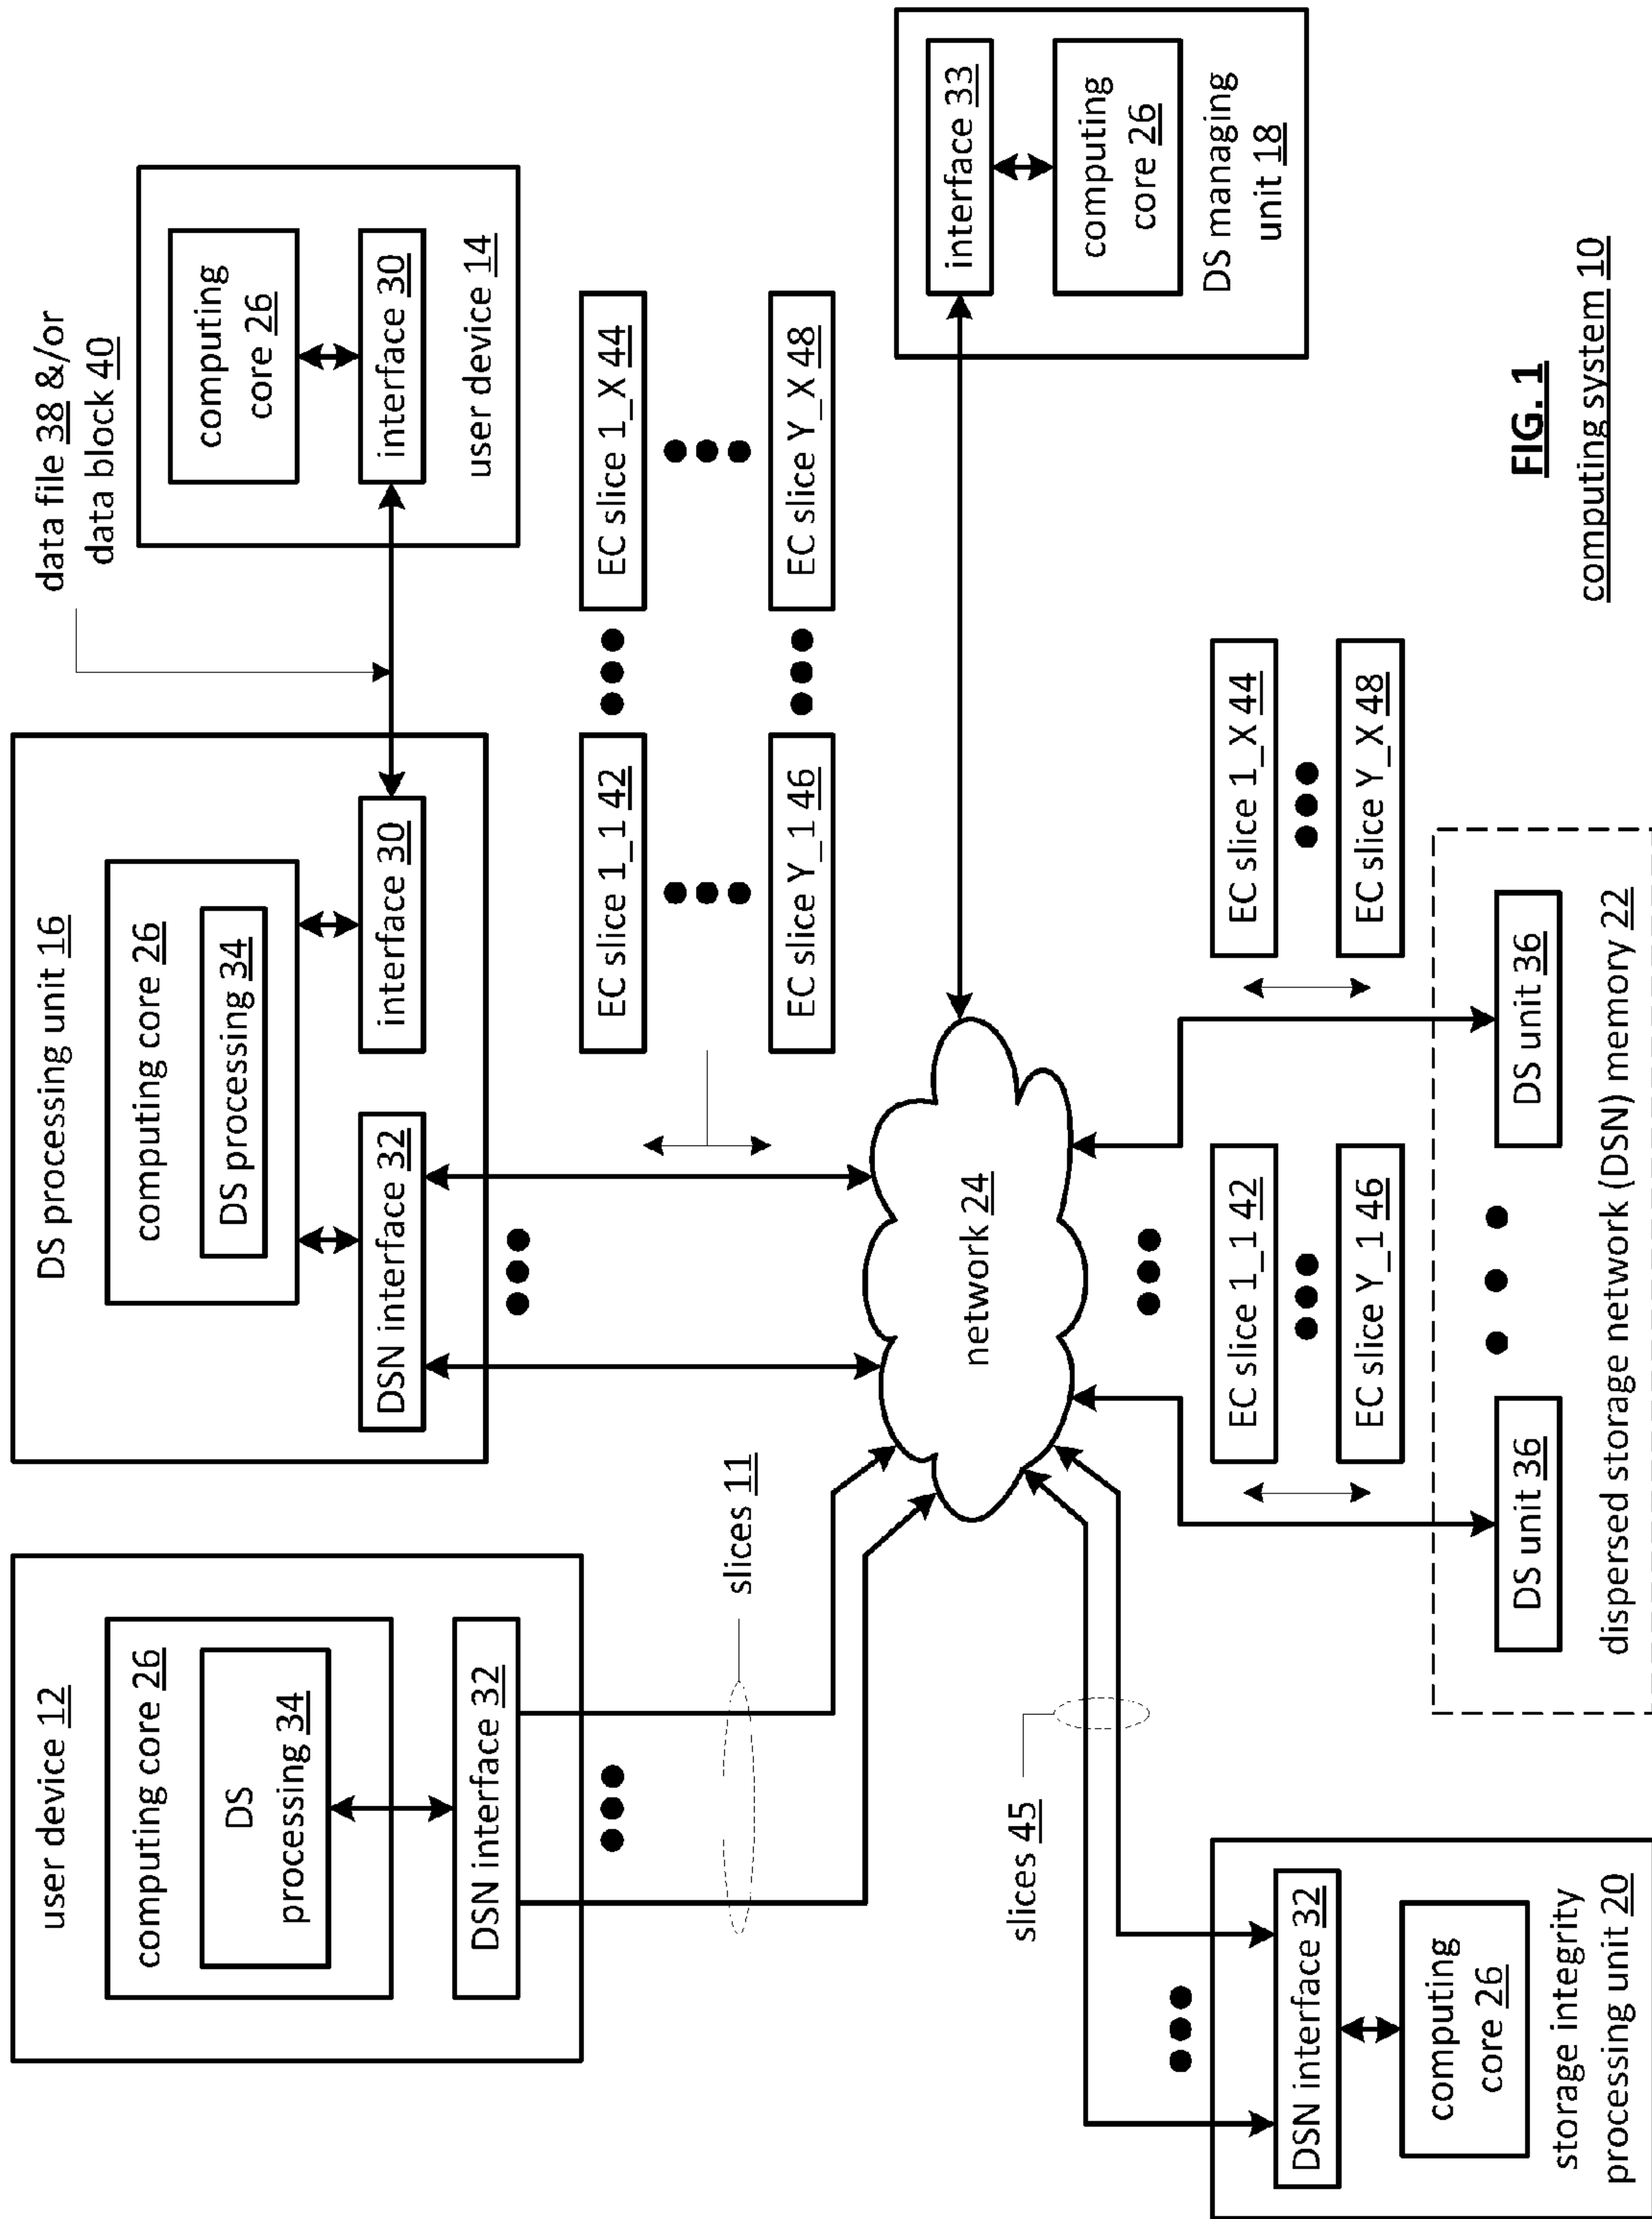 user device 12
computing core 26
DS
processing 34
DSN interface 32
slices 11
DS processing unit 16
computing core 26
DS processing 34
DSN interface 32
interface 30
data file 38 &/or
data block 40
computing
core 26
interface 30
user device 14
EC slice 1_1 42
EC slice 1_X 44
EC slice Y_1 46
EC slice Y_X 48
network 24
interface 33
computing
core 26
DS managing
unit 18
slices 45
DSN interface 32
computing
core 26
storage integrity
processing unit 20
EC slice 1_1 42
EC slice Y_1 46
EC slice 1_X 44
EC slice Y_X 48
DS unit 36
DS unit 36
dispersed storage network (DSN) memory 22
FIG. 1
computing system 10